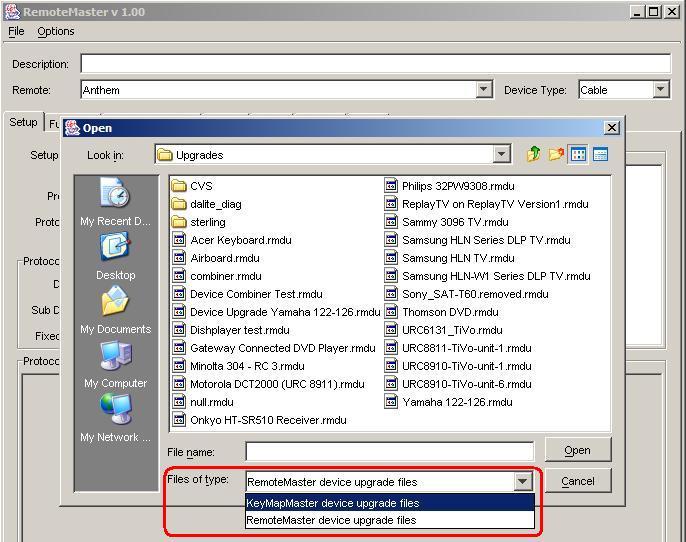 RemoteMaster v 1.00
File Options
Description:
Remote: Anthem Device Type: Cable
Setup Fu
Open
Look in: Upgrades
Setup
Pr
Proto
Protoco
D
Sub D
Fixed
Protoc
My Recent D...
Desktop
My Documents
My Computer
My Network ...
CVS
dalite_diag
sterling
Acer Keyboard.rmdu
Airboard.rmdu
combiner.rmdu
Device Combiner Test.rmdu
Device Upgrade Yamaha 122-126.rmdu
Dishplayer test.rmdu
Gateway Connected DVD Player.rmdu
Minolta 304 - RC 3.rmdu
Motorola DCT2000 (URC 8911).rmdu
null.rmdu
Onkyo HT-SR510 Receiver.rmdu
Philips 32PW9308.rmdu
ReplayTV on ReplayTV Version1.rmdu
Sammy 3096 TV.rmdu
Samsung HLN Series DLP TV.rmdu
Samsung HLN Series DLP TV.rmdu
Samsung HLN-W1 Series DLP TV.rmdu
Sony_SAT-T60.removed.rmdu
Thomson DVD.rmdu
URC6131_TiVo.rmdu
URC8811-TiVo-unit-1.rmdu
URC8910-TiVo-unit-1.rmdu
URC8910-TiVo-unit-6.rmdu
Yamaha 122-126.rmdu
File name: Open
Files of type: RemoteMaster device upgrade files Cancel
KeyMapMaster device upgrade files
RemoteMaster device upgrade files